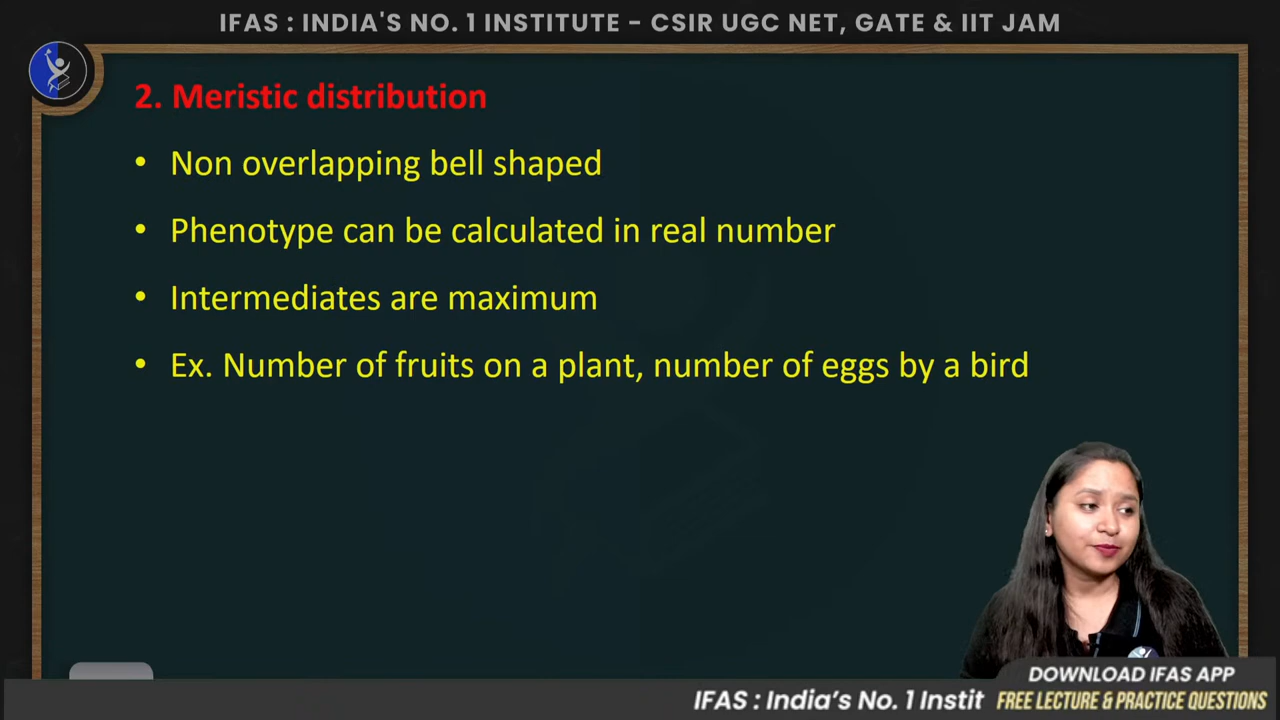 IFAS : INDIA'S NO. 1 INSTITUTE - CSIR UGC NET, GATE & IIT JAM
2. Meristic distribution
• Non overlapping bell shaped
• Phenotype can be calculated in real number
• Intermediates are maximum
• Ex. Number of fruits on a plant, number of eggs by a bird
DOWNLOAD IFAS APP
IFAS : India's No. 1 Instit FREE LECTURE & PRACTICE QUESTIONS